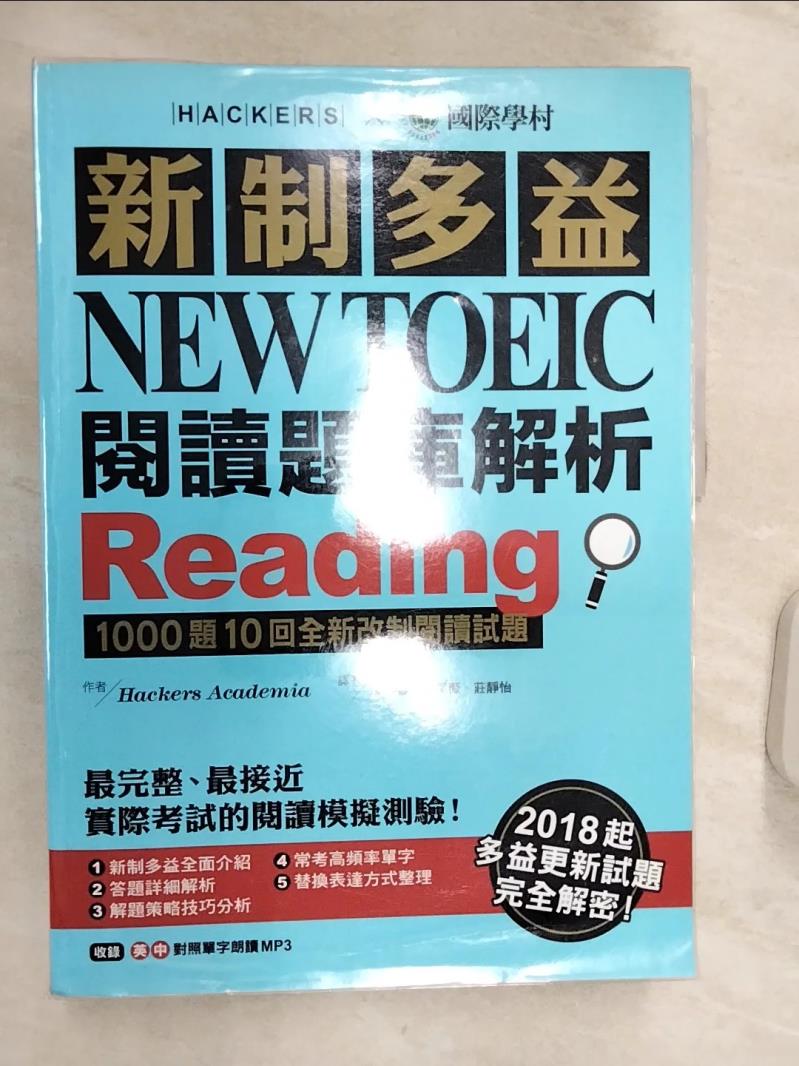 HACKERS
國際學村
新制多益
NEW TOEIC
閱讀題庫解析
Reading
1000題10回全新改制閱讀試題
作者/Hackers Academia
莊靜怡
最完整、最接近
實際考試的閱讀模擬測驗!
2018起
多益更新試題
完全解密!
1 新制多益全面介紹
2 答題詳細解析
3 解題策略技巧分析
4 常考高頻率單字
5 替換表達方式整理
收錄 英中 對照單字朗讀MP3